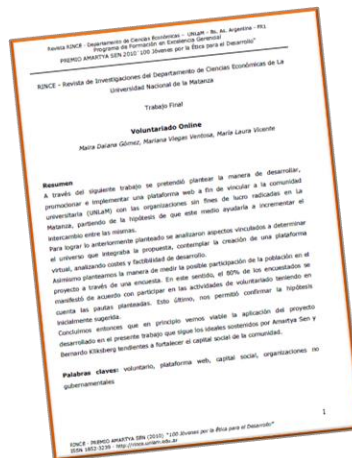 Revista RINCE - Departamento de Ciencias Económicas - UNLaM - Bs. As. Argentina -
Programa de Formación en Excelencia Gerencial
PREMIO AMARTYA SEN 2010 "100 Jóvenes por la Ética para el Desarrollo"
RINCE - Revista de Investigaciones del Departamento de Ciencias Económicas de La
Universidad Nacional de la Matanza
Trabajo Final
Voluntariado Online
Maira Daiana Gómez, Mariana Viegas Ventosa, María Laura Vicente
Resumen
A través del siguiente trabajo se pretendió plantear la manera de desarrollar,
promocionar e implementar una plataforma web a fin de vincular a la comunidad
universitaria (UNLaM) con las organizaciones sin fines de lucro radicadas en La
Matanza, partiendo de la hipótesis de que este medio ayudaría a incrementar el
intercambio entre las mismas.
Para lograr lo anteriormente planteado se analizaron aspectos vinculados a determinar
el universo que integraba la propuesta, contemplar la creación de una plataforma
virtual, analizando costes y factibilidad de desarrollo.
Asimismo planteamos la manera de medir la posible participación de la población en el
proyecto a través de una encuesta. En este sentido, el 80% de los encuestados se
manifestó de acuerdo con participar en las actividades de voluntariado teniendo en
cuenta las pautas planteadas. Esto último, nos permitió confirmar la hipótesis
inicialmente sugerida.
Concluimos entonces que en principio vemos viable la aplicación del proyecto
desarrollado en el presente trabajo que sigue los ideales sostenidos por Amartya Sen y
Bernardo Kliksberg tendientes a fortalecer el capital social de la comunidad.
Palabras claves: voluntario, plataforma web, capital social, organizaciones no
gubernamentales
1
RINCE - PREMIO AMARTYA SEN (2010) "100 Jóvenes por la Ética para el Desarrollo"
ISSN 1852-3239 - http://rince.unlam.edu.ar